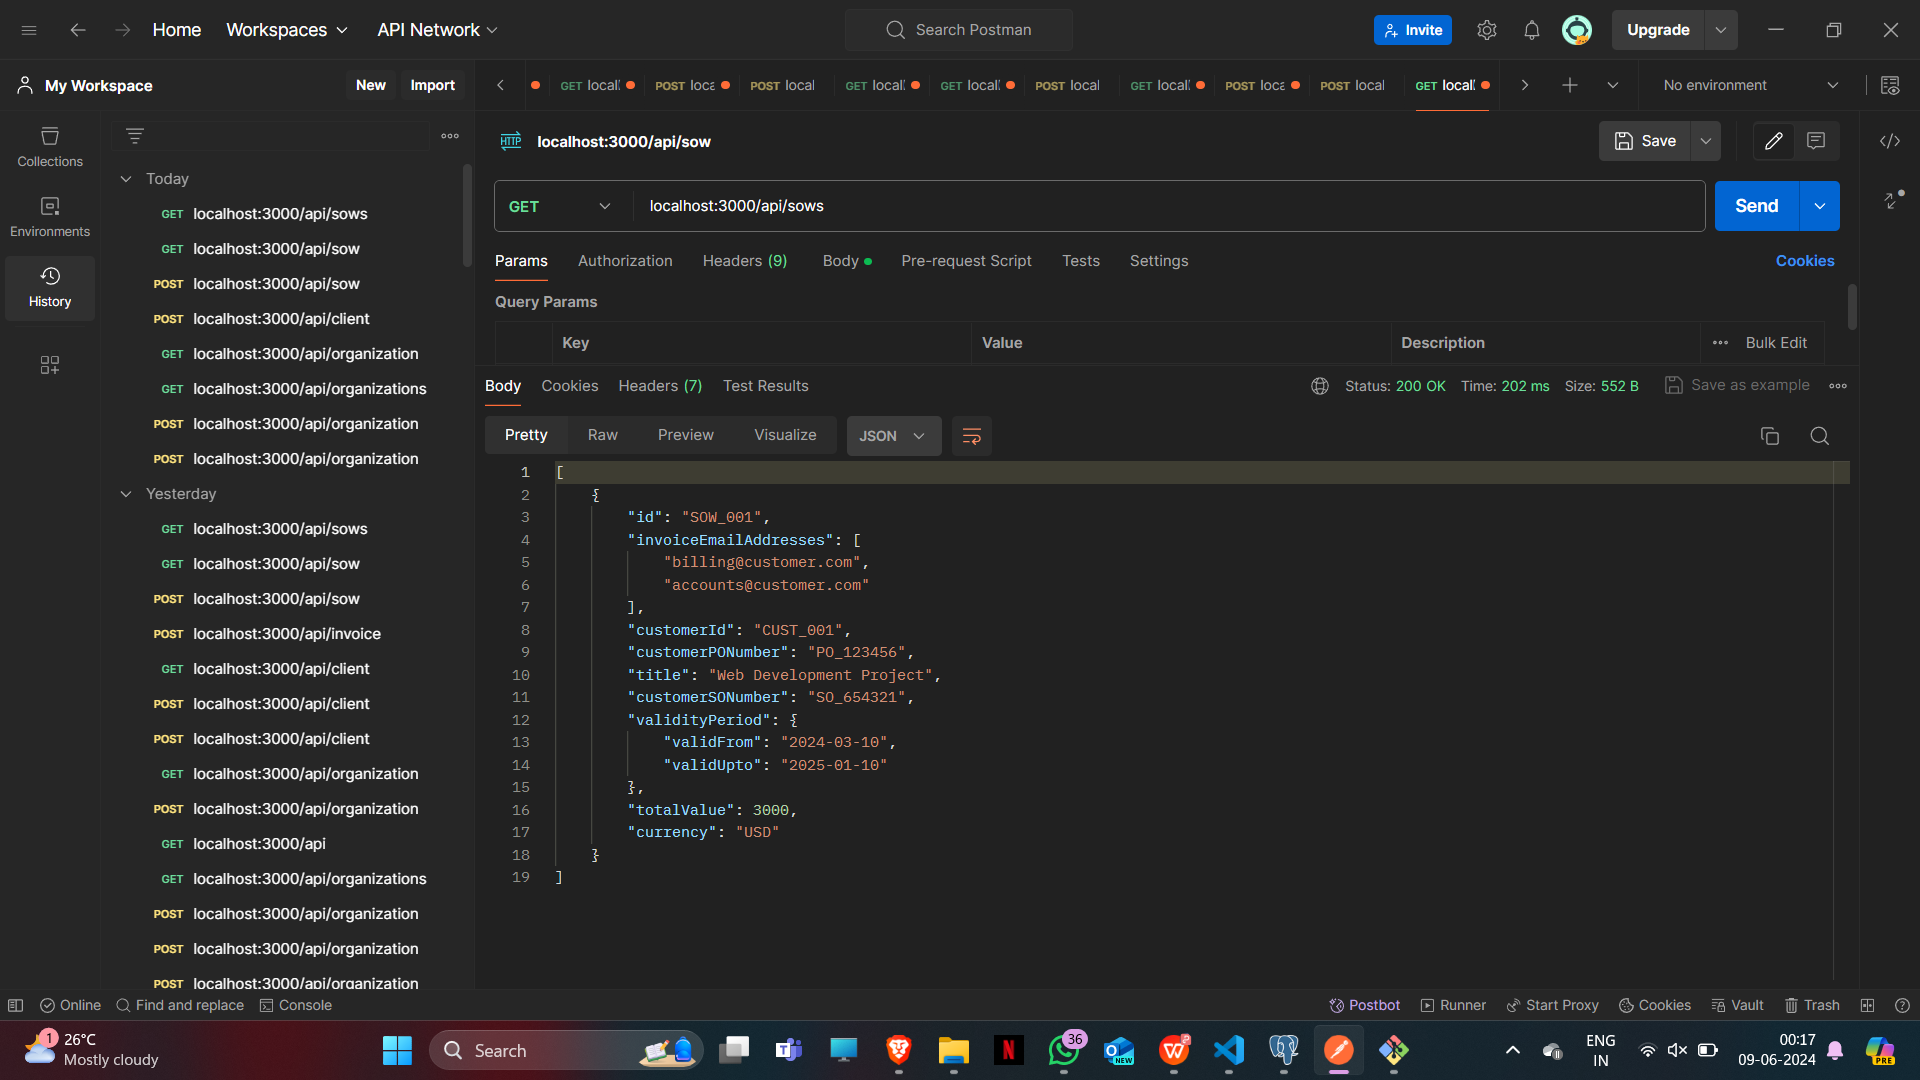 Home
Workspaces
API Network
Search Postman
Invite
Upgrade
My Workspace
New
Import
GET local
POST loca
POST local
GET local
GET local
POST local
GET local
POST loca
POST local
GET local
No environment
Collections
Environments
History
Today
GET localhost:3000/api/sows
GET localhost:3000/api/sow
POST localhost:3000/api/sow
POST localhost:3000/api/client
GET localhost:3000/api/organization
GET localhost:3000/api/organizations
POST localhost:3000/api/organization
POST localhost:3000/api/organization
Yesterday
GET localhost:3000/api/sows
GET localhost:3000/api/sow
POST localhost:3000/api/sow
POST localhost:3000/api/invoice
GET localhost:3000/api/client
POST localhost:3000/api/client
POST localhost:3000/api/client
GET localhost:3000/api/organization
POST localhost:3000/api/organization
GET localhost:3000/api
GET localhost:3000/api/organizations
POST localhost:3000/api/organization
POST localhost:3000/api/organization
POST localhost:3000/api/organization
HTTP localhost:3000/api/sow
Save
GET localhost:3000/api/sows
Send
Params Authorization Headers (9) Body Pre-request Script Tests Settings
Cookies
Query Params
Key Value Description Bulk Edit
Body Cookies Headers (7) Test Results
Status: 200 OK Time: 202 ms Size: 552 B Save as example
Pretty Raw Preview Visualize JSON
1 [
2 {
3 "id": "SOW_001",
4 "invoiceEmailAddresses": [
5 "billing@customer.com",
6 "accounts@customer.com"
7 ],
8 "customerId": "CUST_001",
9 "customerPONumber": "PO_123456",
10 "title": "Web Development Project",
11 "customerSONumber": "SO_654321",
12 "validityPeriod": {
13 "validFrom": "2024-03-10",
14 "validUpto": "2025-01-10"
15 },
16 "totalValue": 3000,
17 "currency": "USD"
18 }
19 ]
Online Find and replace Console
Postbot Runner Start Proxy Cookies Vault Trash
1
26°C
Mostly cloudy
Search
T
N
36
NEW
ENG
IN
00:17
09-06-2024
PRE